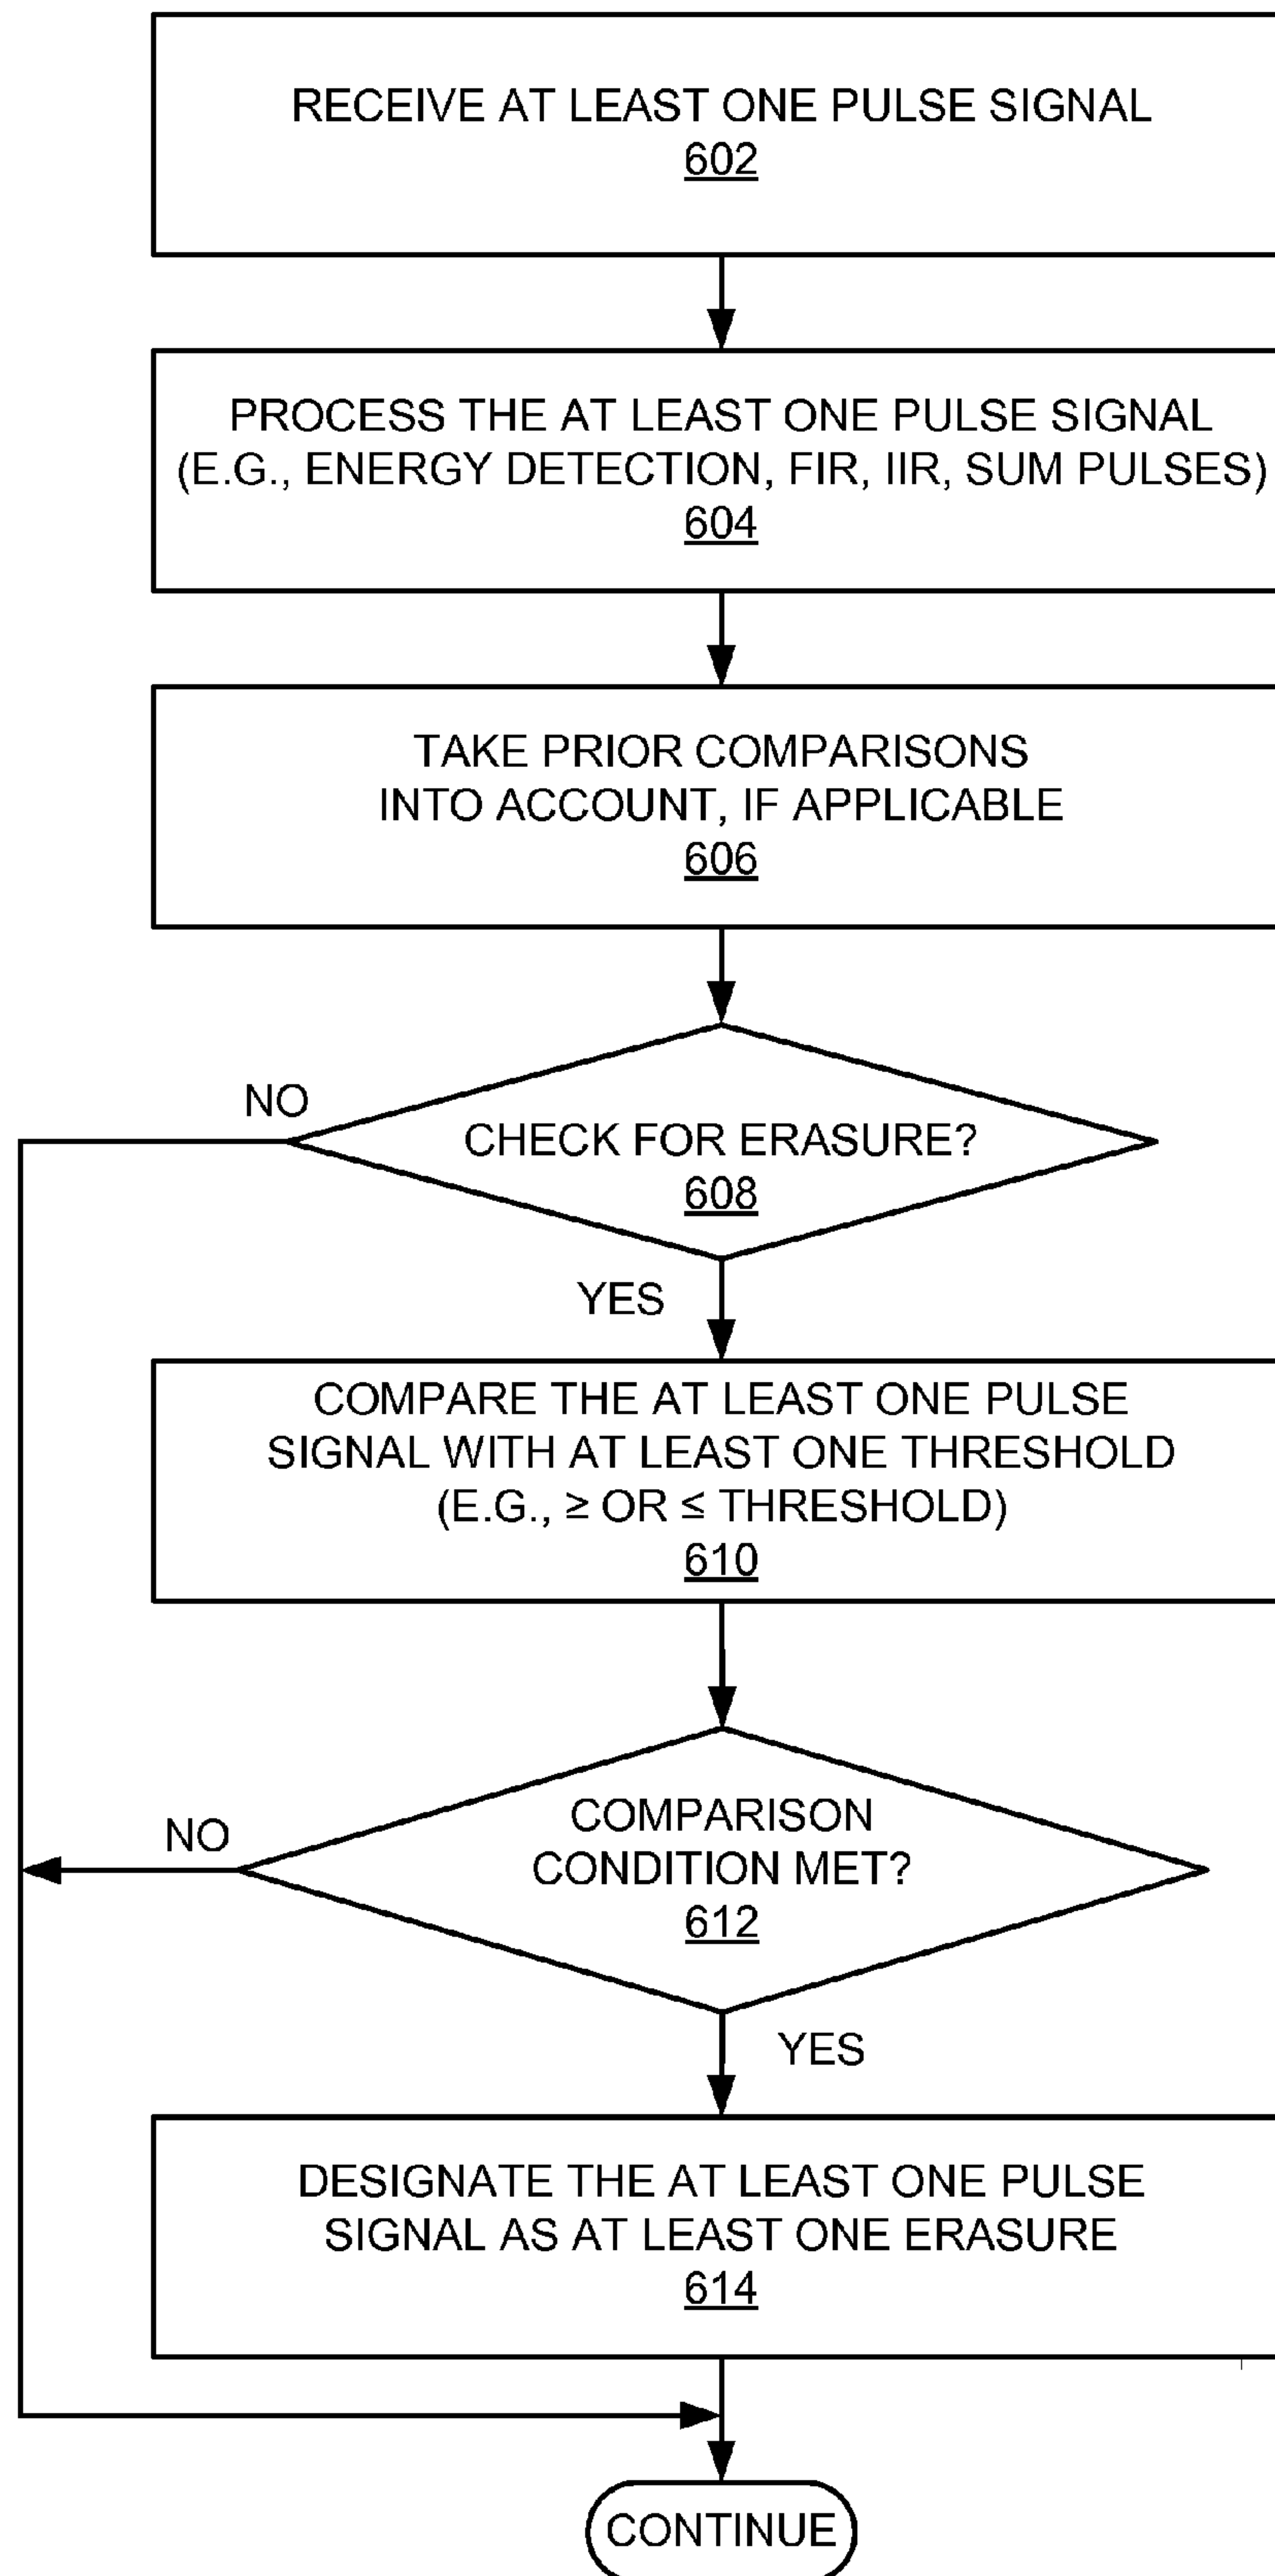 RECEIVE AT LEAST ONE PULSE SIGNAL
602
PROCESS THE AT LEAST ONE PULSE SIGNAL
(E.G., ENERGY DETECTION, FIR, IIR, SUM PULSES)
604
TAKE PRIOR COMPARISONS
INTO ACCOUNT, IF APPLICABLE
606
NO
CHECK FOR ERASURE?
608
YES
COMPARE THE AT LEAST ONE PULSE
SIGNAL WITH AT LEAST ONE THRESHOLD
(E.G., ≥ OR ≤ THRESHOLD)
610
NO
COMPARISON
CONDITION MET?
612
YES
DESIGNATE THE AT LEAST ONE PULSE
SIGNAL AS AT LEAST ONE ERASURE
614
CONTINUE